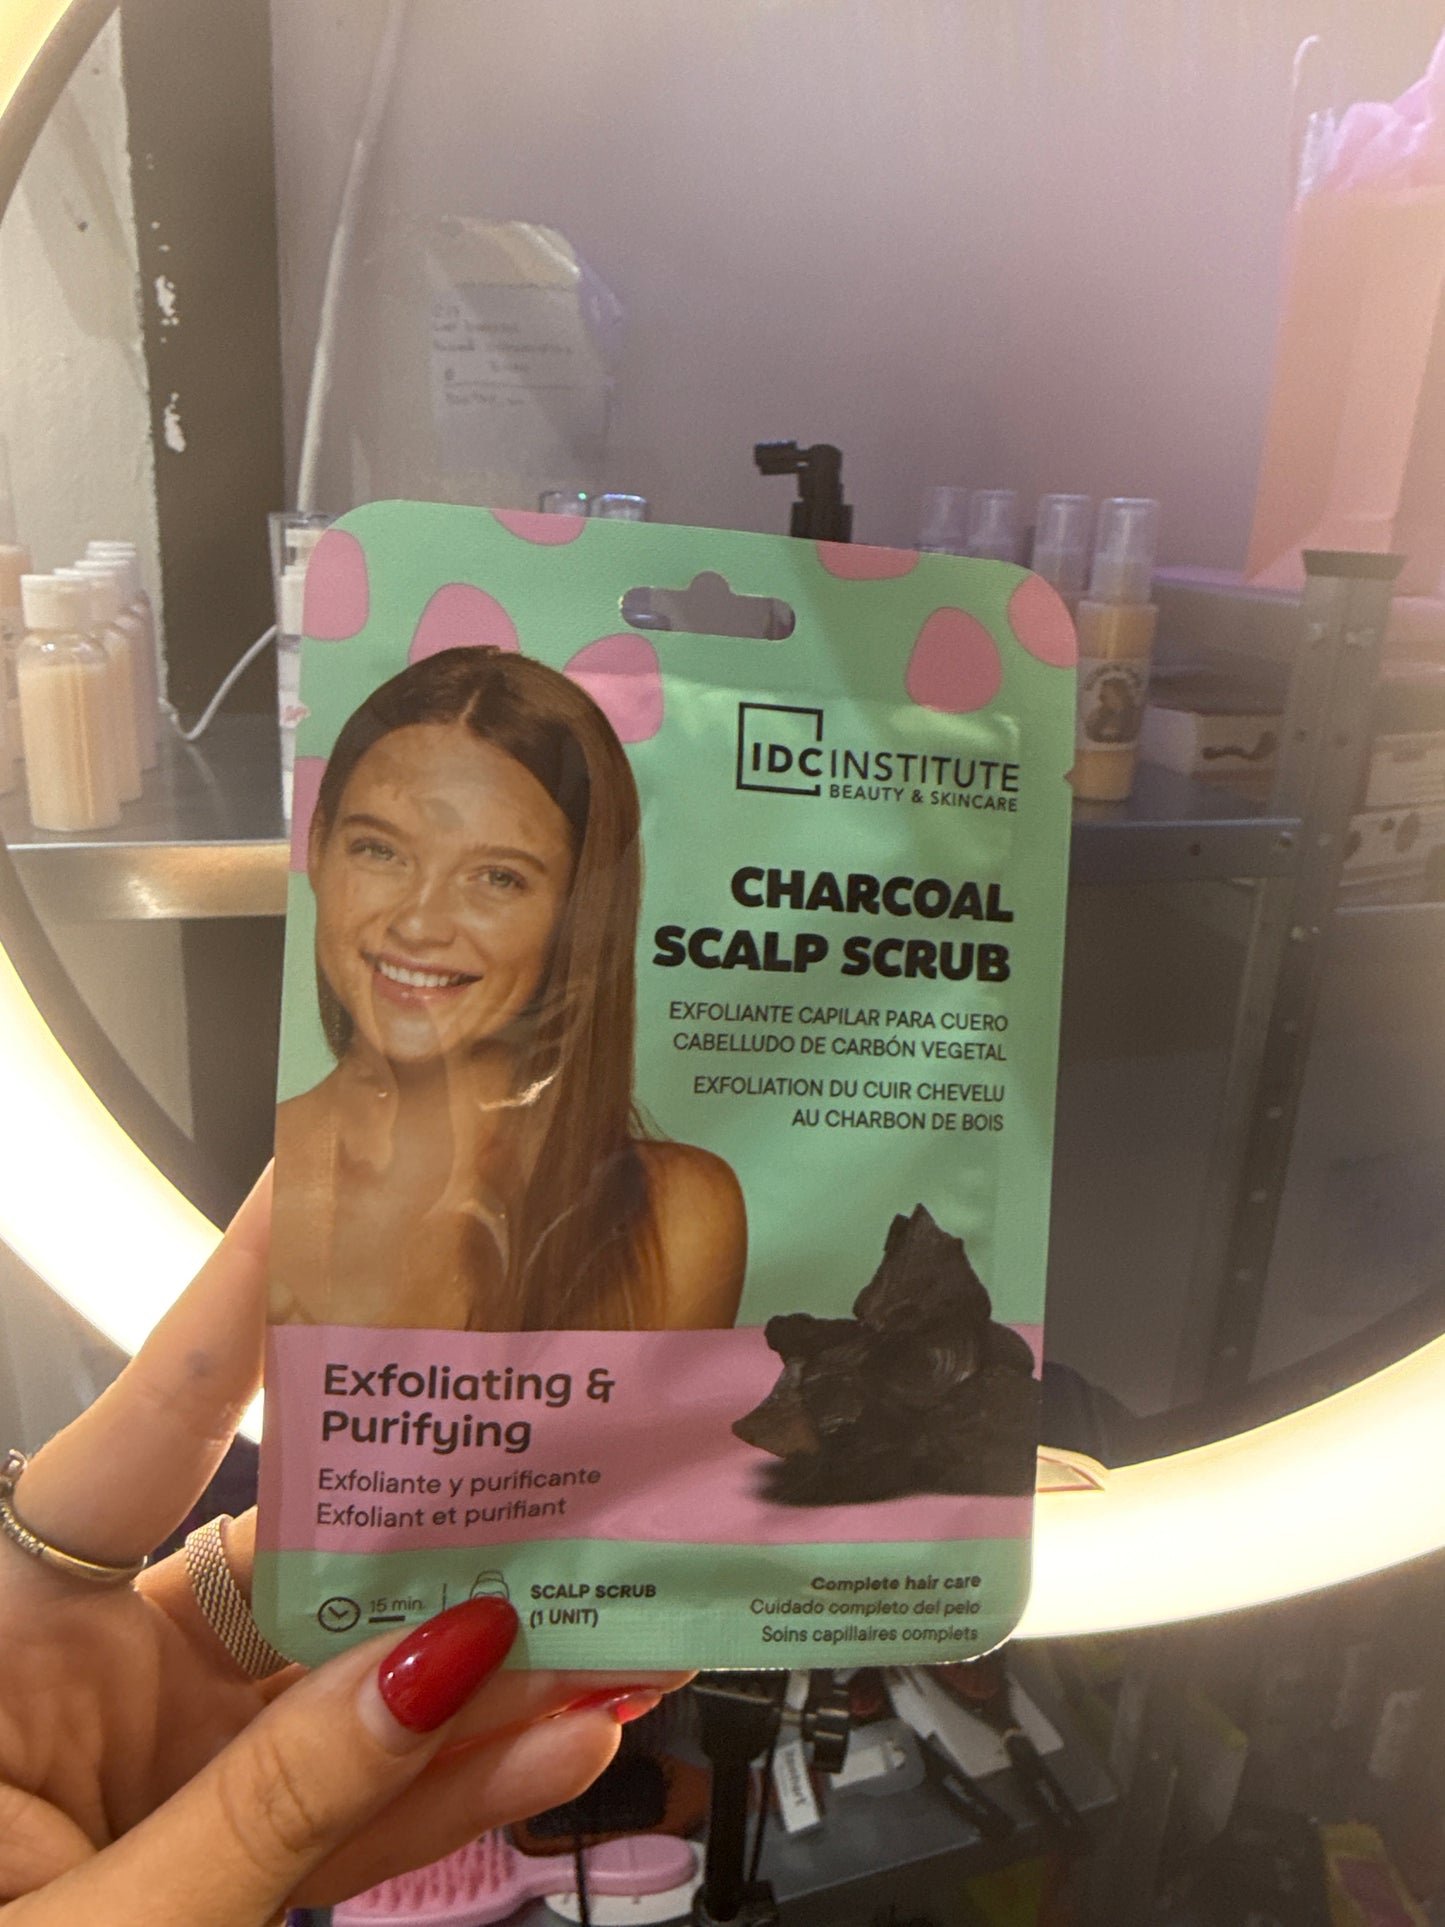 IDC INSTITUTE
BEAUTY & SKINCARE
CHARCOAL
SCALP SCRUB
EXFOLIANTE CAPILAR PARA CUERO
CABELLUDO DE CARBÓN VEGETAL
EXFOLIATION DU CUIR CHEVELU
AU CHARBON DE BOIS
Exfoliating &
Purifying
Exfoliante y purificante
Exfoliant et purifiant
15 min.
SCALP SCRUB
(1 UNIT)
Complete hair care
Cuidado completo del pelo
Soins capillaires complets